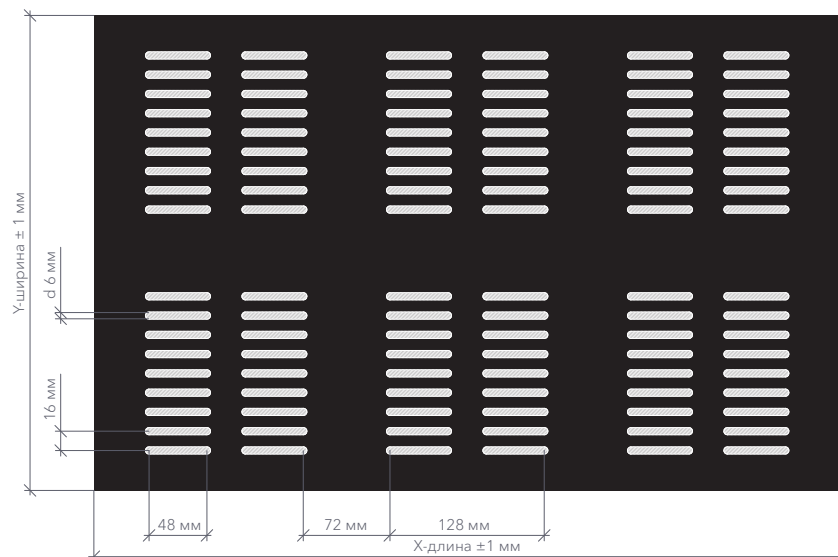 Y-ширина ± 1 мм
d 6 мм
16 мм
48 мм
72 мм
128 мм
X-длина ±1 мм